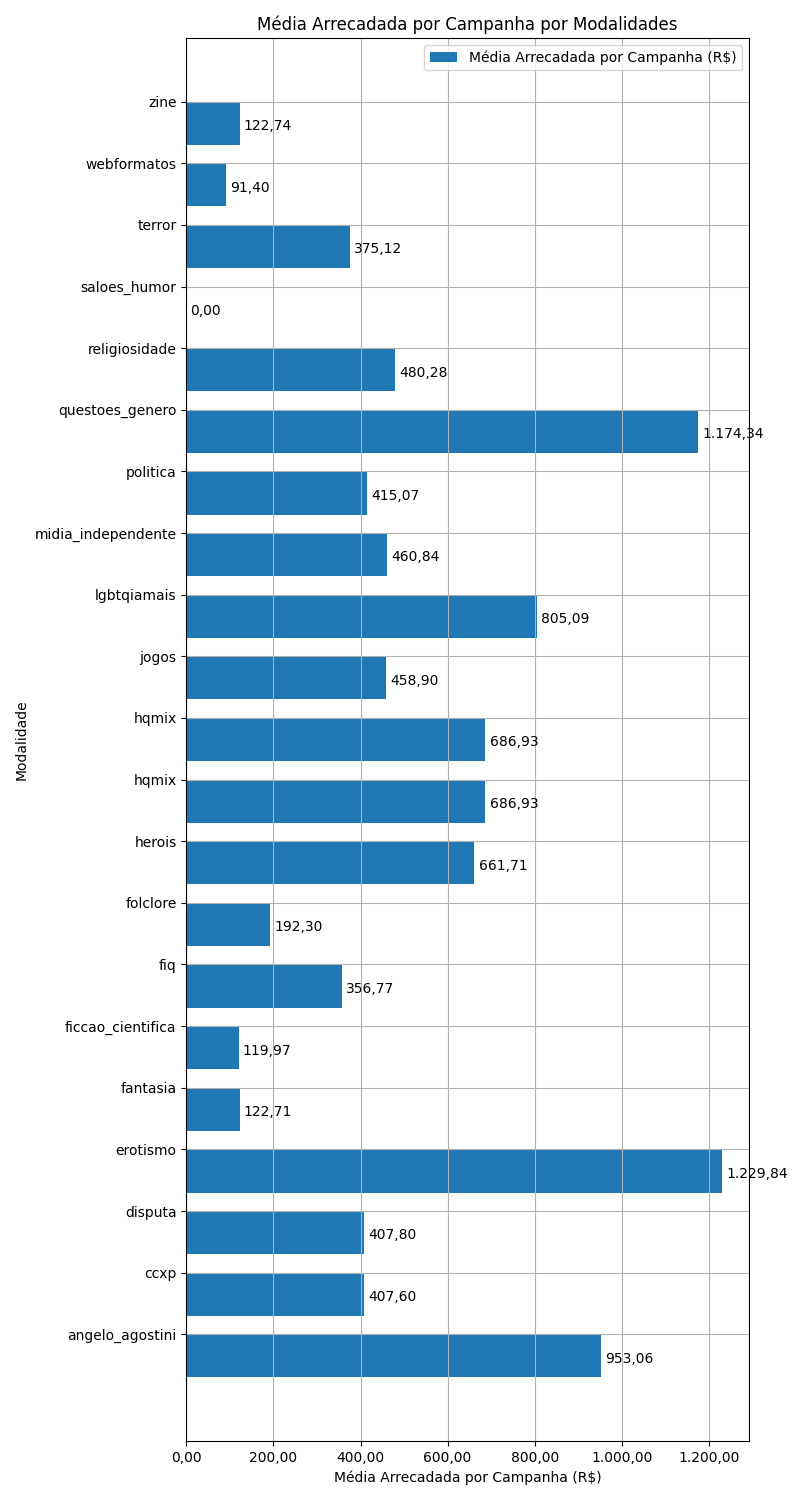 Média Arrecadada por Campanha por Modalidades
Média Arrecadada por Campanha (R$)
zine
122,74
webformatos
91,40
terror
375,12
saloes_humor
0,00
religiosidade
480,28
questoes_genero
1.174,34
politica
415,07
midia_independente
460,84
lgbtqiamais
805,09
jogos
458,90
hqmix
686,93
hqmix
686,93
herois
661,71
folclore
192,30
fiq
356,77
ficcao_cientifica
119,97
fantasia
122,71
erotismo
1.229,84
disputa
407,80
ccxp
407,60
angelo_agostini
953,06
Modalidade
0,00 200,00 400,00 600,00 800,00 1.000,00 1.200,00
Média Arrecadada por Campanha (R$)